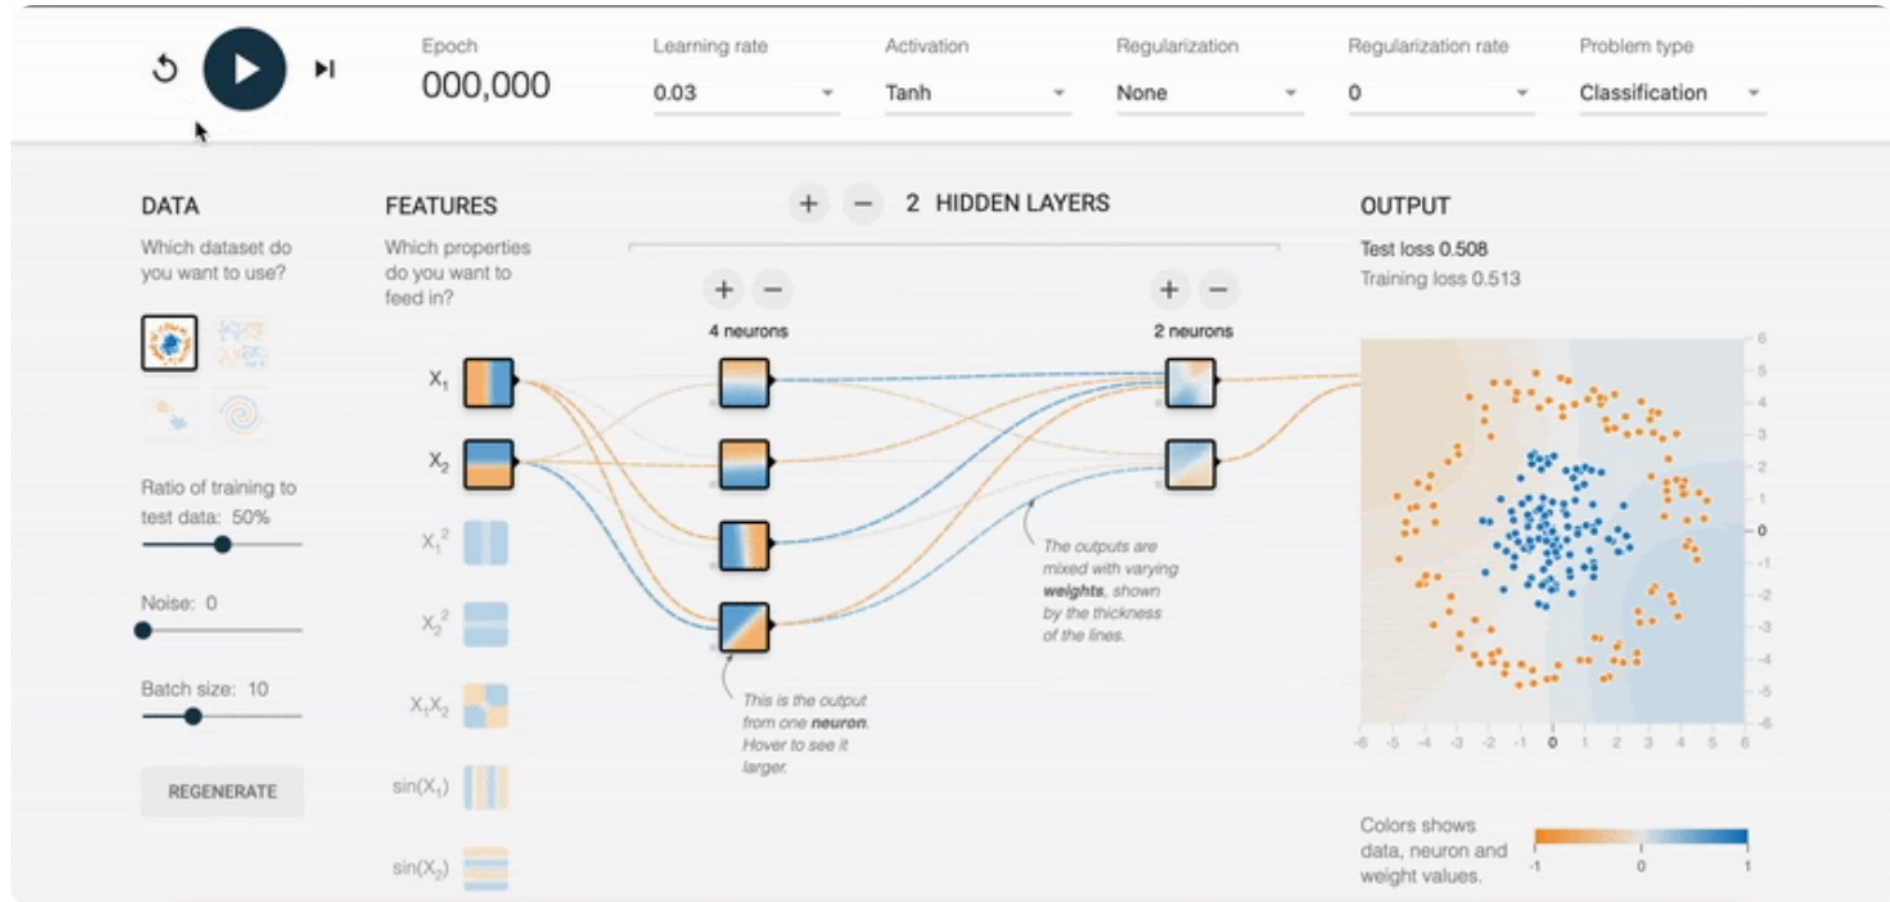 Epoch
000,000
Learning rate
0.03
Activation
Tanh
Regularization
None
Regularization rate
0
Problem type
Classification
DATA
Which dataset do
you want to use?
Ratio of training to
test data: 50%
Noise: 0
Batch size: 10
REGENERATE
FEATURES
Which properties
do you want to
feed in?
X₁
X₂
X₁²
X₂²
X₁X₂
sin(X₁)
sin(X₂)
+ − 2 HIDDEN LAYERS
+ −
4 neurons
+ −
2 neurons
This is the output
from one neuron.
Hover to see it
larger.
The outputs are
mixed with varying
weights, shown
by the thickness
of the lines.
OUTPUT
Test loss 0.508
Training loss 0.513
6
5
4
3
2
1
0
-1
-2
-3
-4
-5
-6
-6 -5 -4 -3 -2 -1 0 1 2 3 4 5 6
Colors shows
data, neuron and
weight values.
-1 0 1